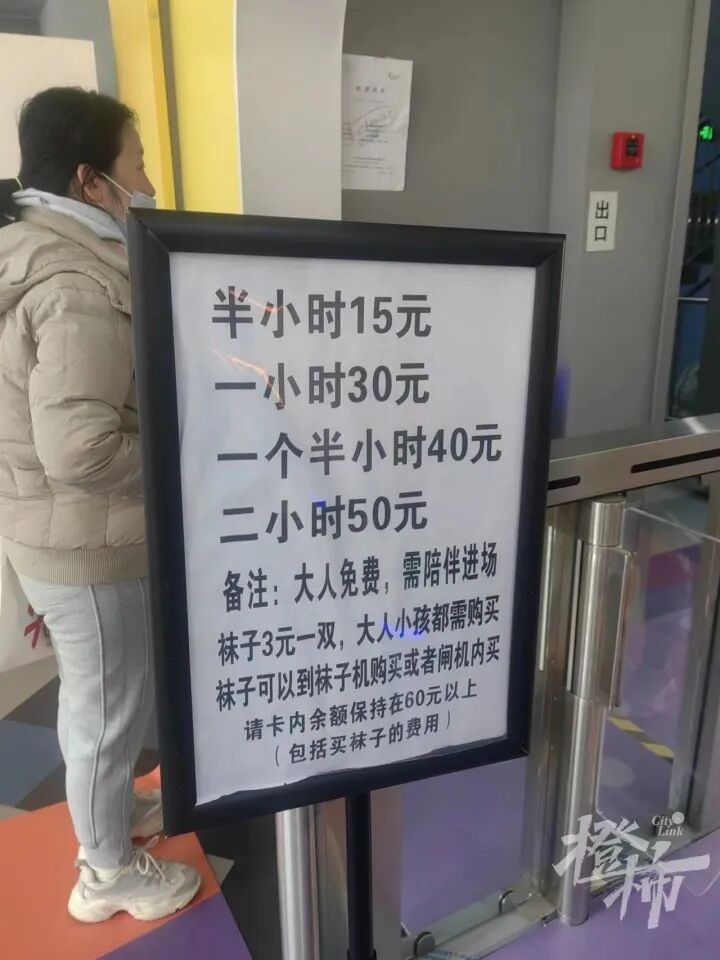 出口
半小时15元
一小时30元
一个半小时40元
二小时50元
备注：大人免费，需陪伴进场
袜子3元一双，大人小孩都需购买
袜子可以到袜子机购买或者闸机内买
请卡内余额保持在60元以上
（包括买袜子的费用）
City Link
橙柿